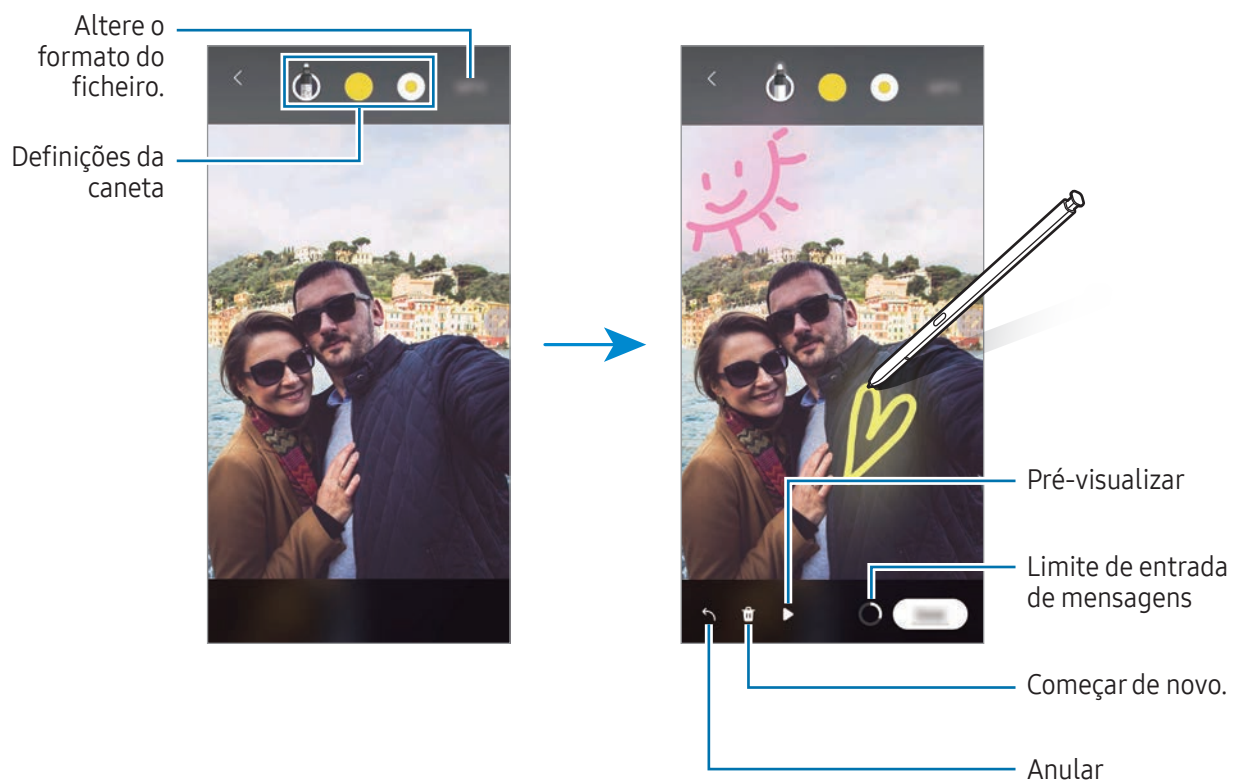 Altere o
formato do
ficheiro.
Definições da
caneta
Pré-visualizar
Limite de entrada
de mensagens
Começar de novo.
Anular